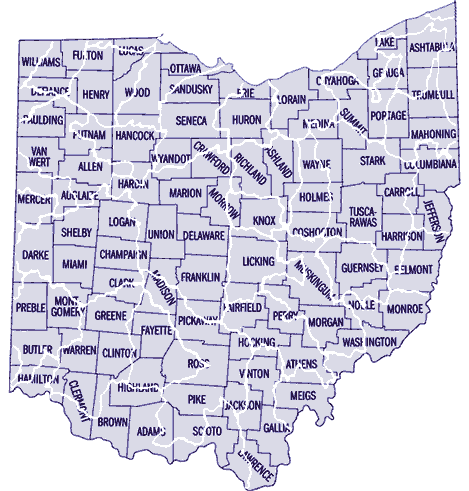 LAKE
ASHTABULA
LUCAS
FULTON
WILLIAMS
OTTAWA
GEAUGA
CUYAHOGA
DEFIANCE
HENRY
WOOD
SANDUSKY
ERIE
LORAIN
TRUMBULL
PAULDING
SENECA
HURON
MEDINA
SUMMIT
PORTAGE
PUTNAM
HANCOCK
MAHONING
VAN
WERT
ALLEN
WYANDOT
CRAWFORD
RICHLAND
ASHLAND
WAYNE
STARK
COLUMBIANA
HARDIN
MERCER
AUGLAIZE
MARION
MORROW
HOLMES
CARROLL
JEFFERSON
LOGAN
KNOX
TUSCA-
RAWAS
SHELBY
UNION
DELAWARE
COSHOCTON
HARRISON
DARKE
CHAMPAIGN
MIAMI
LICKING
GUERNSEY
BELMONT
CLARK
FRANKLIN
MUSKINGUM
MADISON
PREBLE
MONT-
GOMERY
GREENE
FAIRFIELD
PERRY
NOBLE
MONROE
PICKAWAY
MORGAN
FAYETTE
WASHINGTON
HOCKING
BUTLER
WARREN
CLINTON
ROSS
ATHENS
VINTON
HAMILTON
CLERMONT
HIGHLAND
PIKE
JACKSON
MEIGS
BROWN
ADAMS
SCIOTO
GALLIA
LAWRENCE